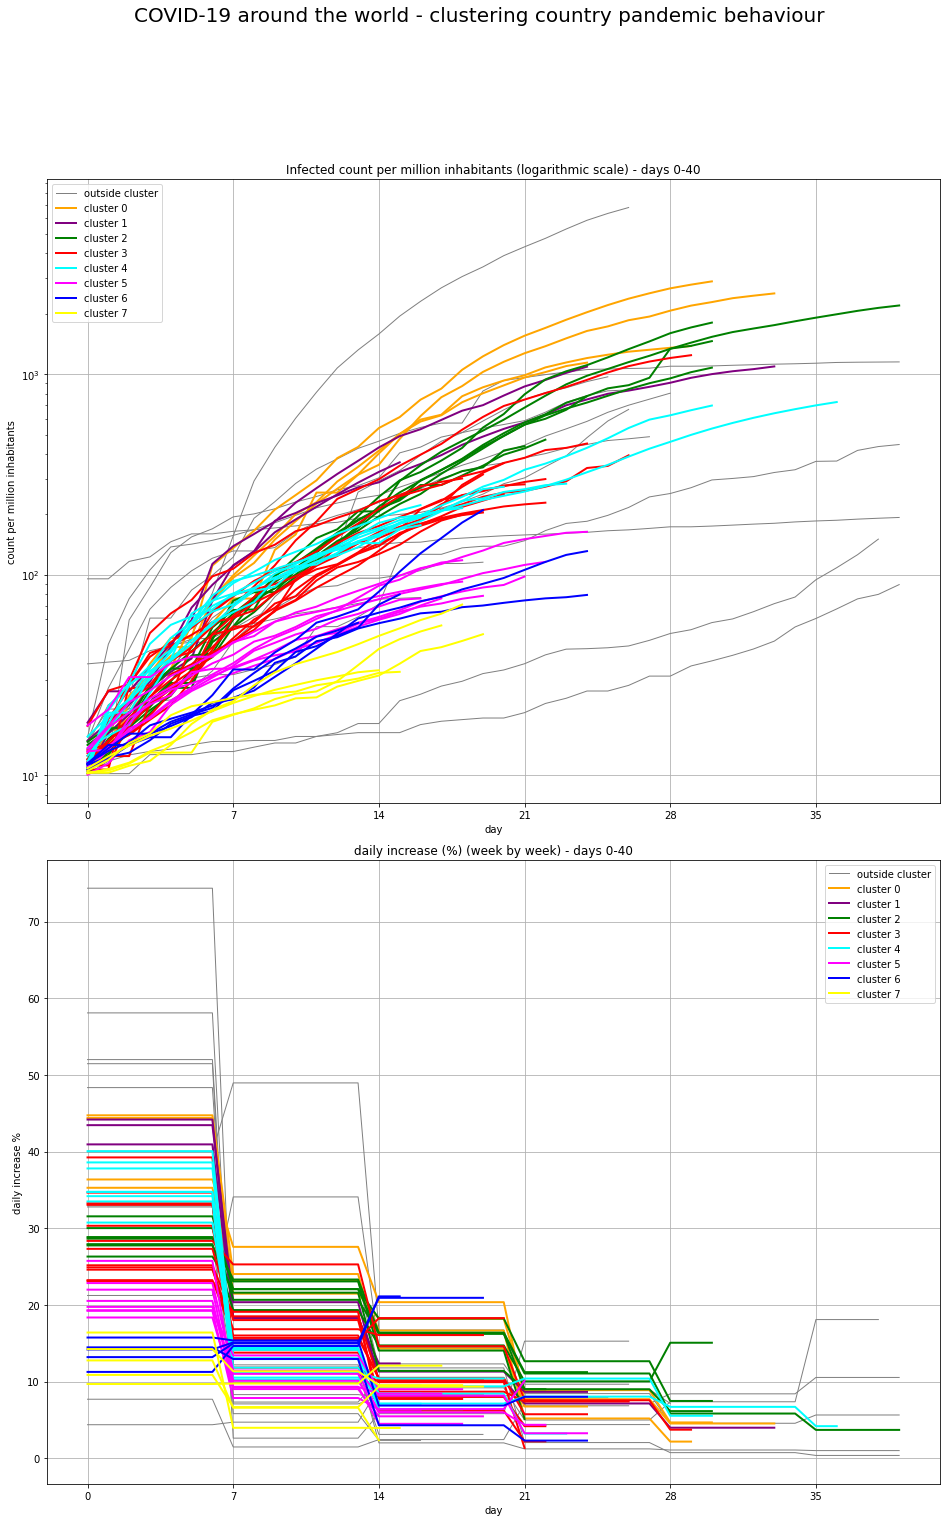 COVID-19 around the world - clustering country pandemic behaviour
Infected count per million inhabitants (logarithmic scale) - days 0-40
outside cluster
cluster 0
cluster 1
cluster 2
cluster 3
cluster 4
cluster 5
cluster 6
cluster 7
count per million inhabitants
10³
10²
10¹
0 7 14 21 28 35
day
daily increase (%) (week by week) - days 0-40
outside cluster
cluster 0
cluster 1
cluster 2
cluster 3
cluster 4
cluster 5
cluster 6
cluster 7
daily increase %
70
60
50
40
30
20
10
0
0 7 14 21 28 35
day